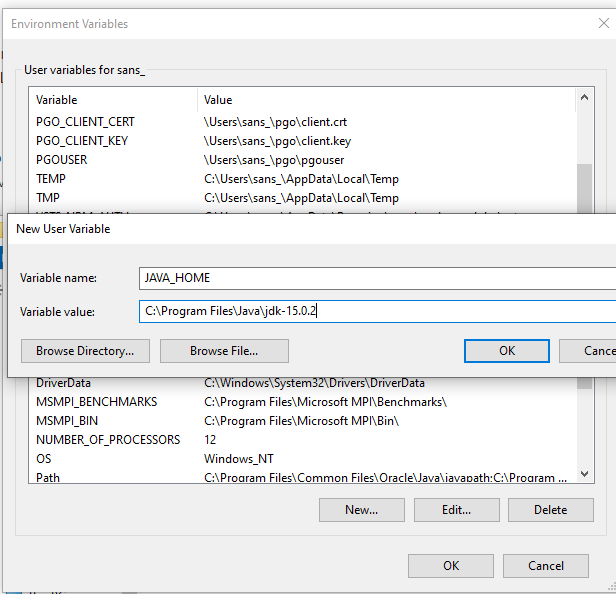 Environment Variables
User variables for sans_
Variable Value
PGO_CLIENT_CERT \Users\sans_\pgo\client.crt
PGO_CLIENT_KEY \Users\sans_\pgo\client.key
PGOUSER \Users\sans_\pgo\pgouser
TEMP C:\Users\sans_\AppData\Local\Temp
TMP C:\Users\sans_\AppData\Local\Temp
New User Variable
Variable name: JAVA_HOME
Variable value: C:\Program Files\Java\jdk-15.0.2
Browse Directory... Browse File... OK Cance
DriverData C:\Windows\System32\Drivers\DriverData
MSMPI_BENCHMARKS C:\Program Files\Microsoft MPI\Benchmarks\
MSMPI_BIN C:\Program Files\Microsoft MPI\Bin\
NUMBER_OF_PROCESSORS 12
OS Windows_NT
Path C:\Program Files\Common Files\Oracle\Java\javapath;C:\Program ...
New... Edit... Delete
OK Cancel